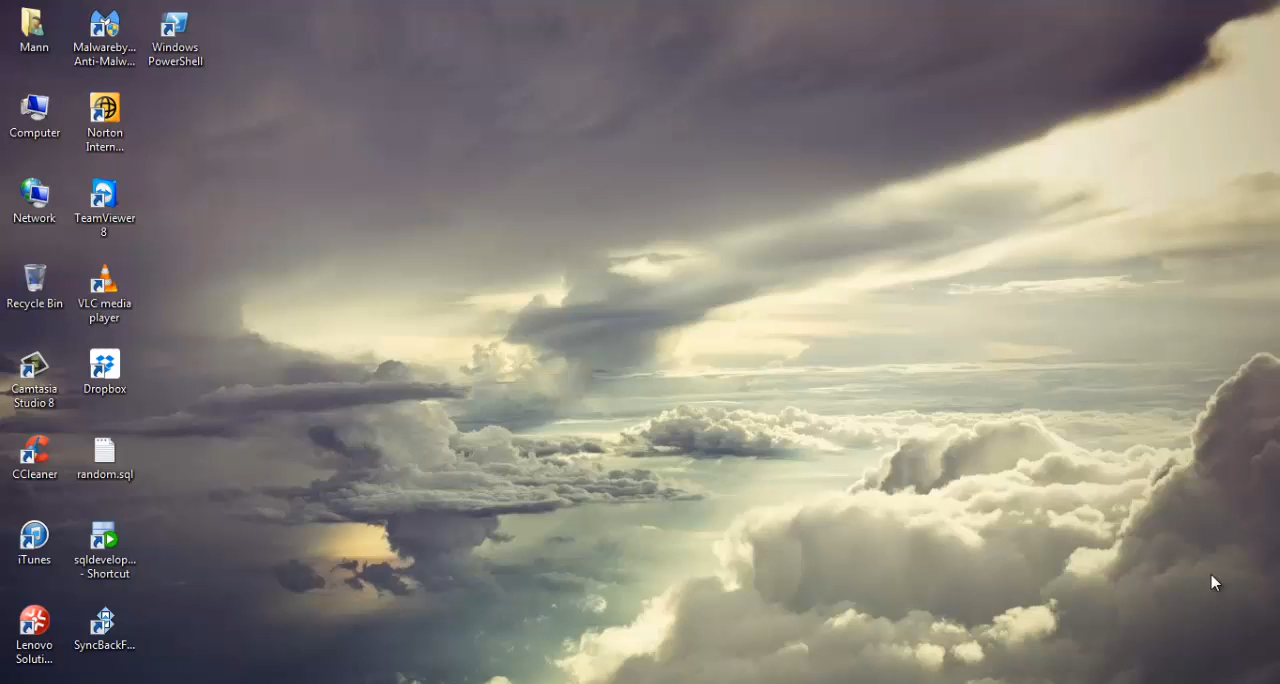 Mann
Malwareby...
Anti-Malw...
Windows
PowerShell
Computer
Norton
Intern...
Network
TeamViewer
8
Recycle Bin
VLC media
player
Camtasia
Studio 8
Dropbox
CCleaner
random.sql
iTunes
sqldevelop...
- Shortcut
Lenovo
Soluti...
SyncBackF...